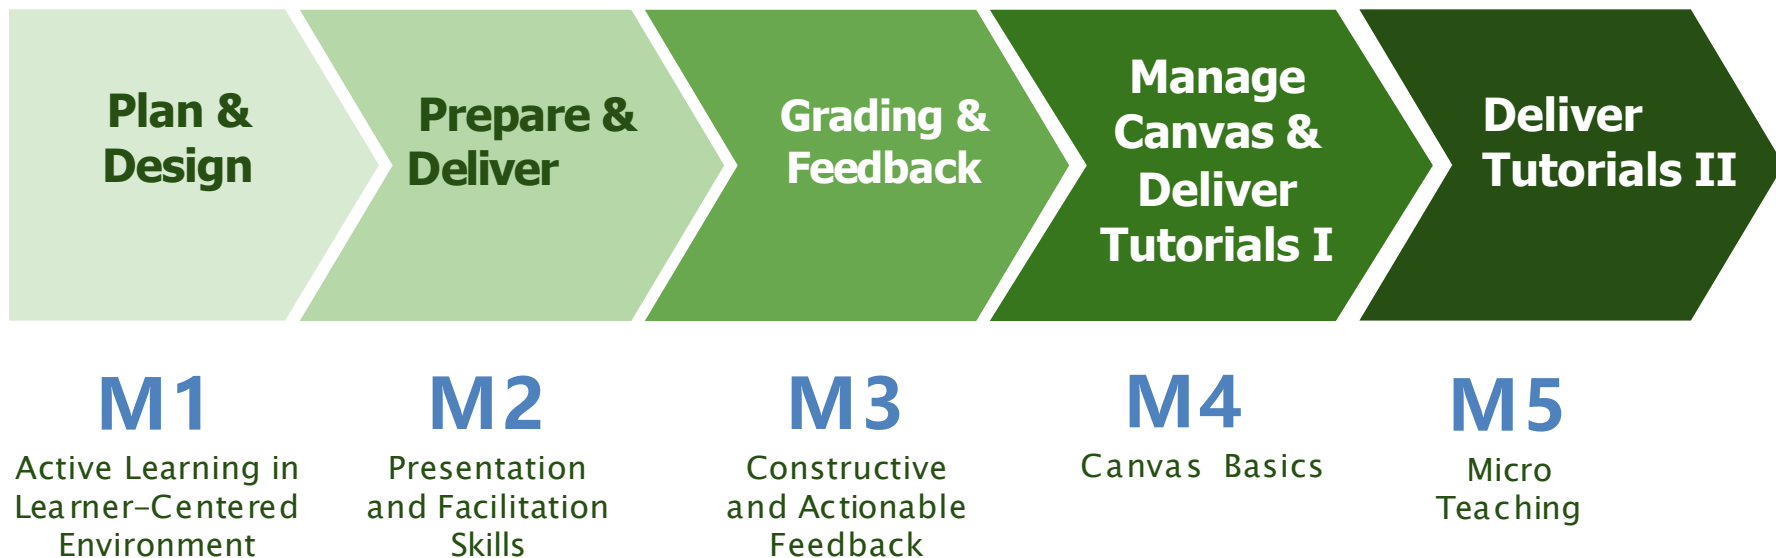 Plan &
Design
Prepare &
Deliver
Grading &
Feedback
Manage
Canvas &
Deliver
Tutorials I
Deliver
Tutorials II
M1
Active Learning in
Learner-Centered
Environment
M2
Presentation
and Facilitation
Skills
M3
Constructive
and Actionable
Feedback
M4
Canvas Basics
M5
Micro
Teaching